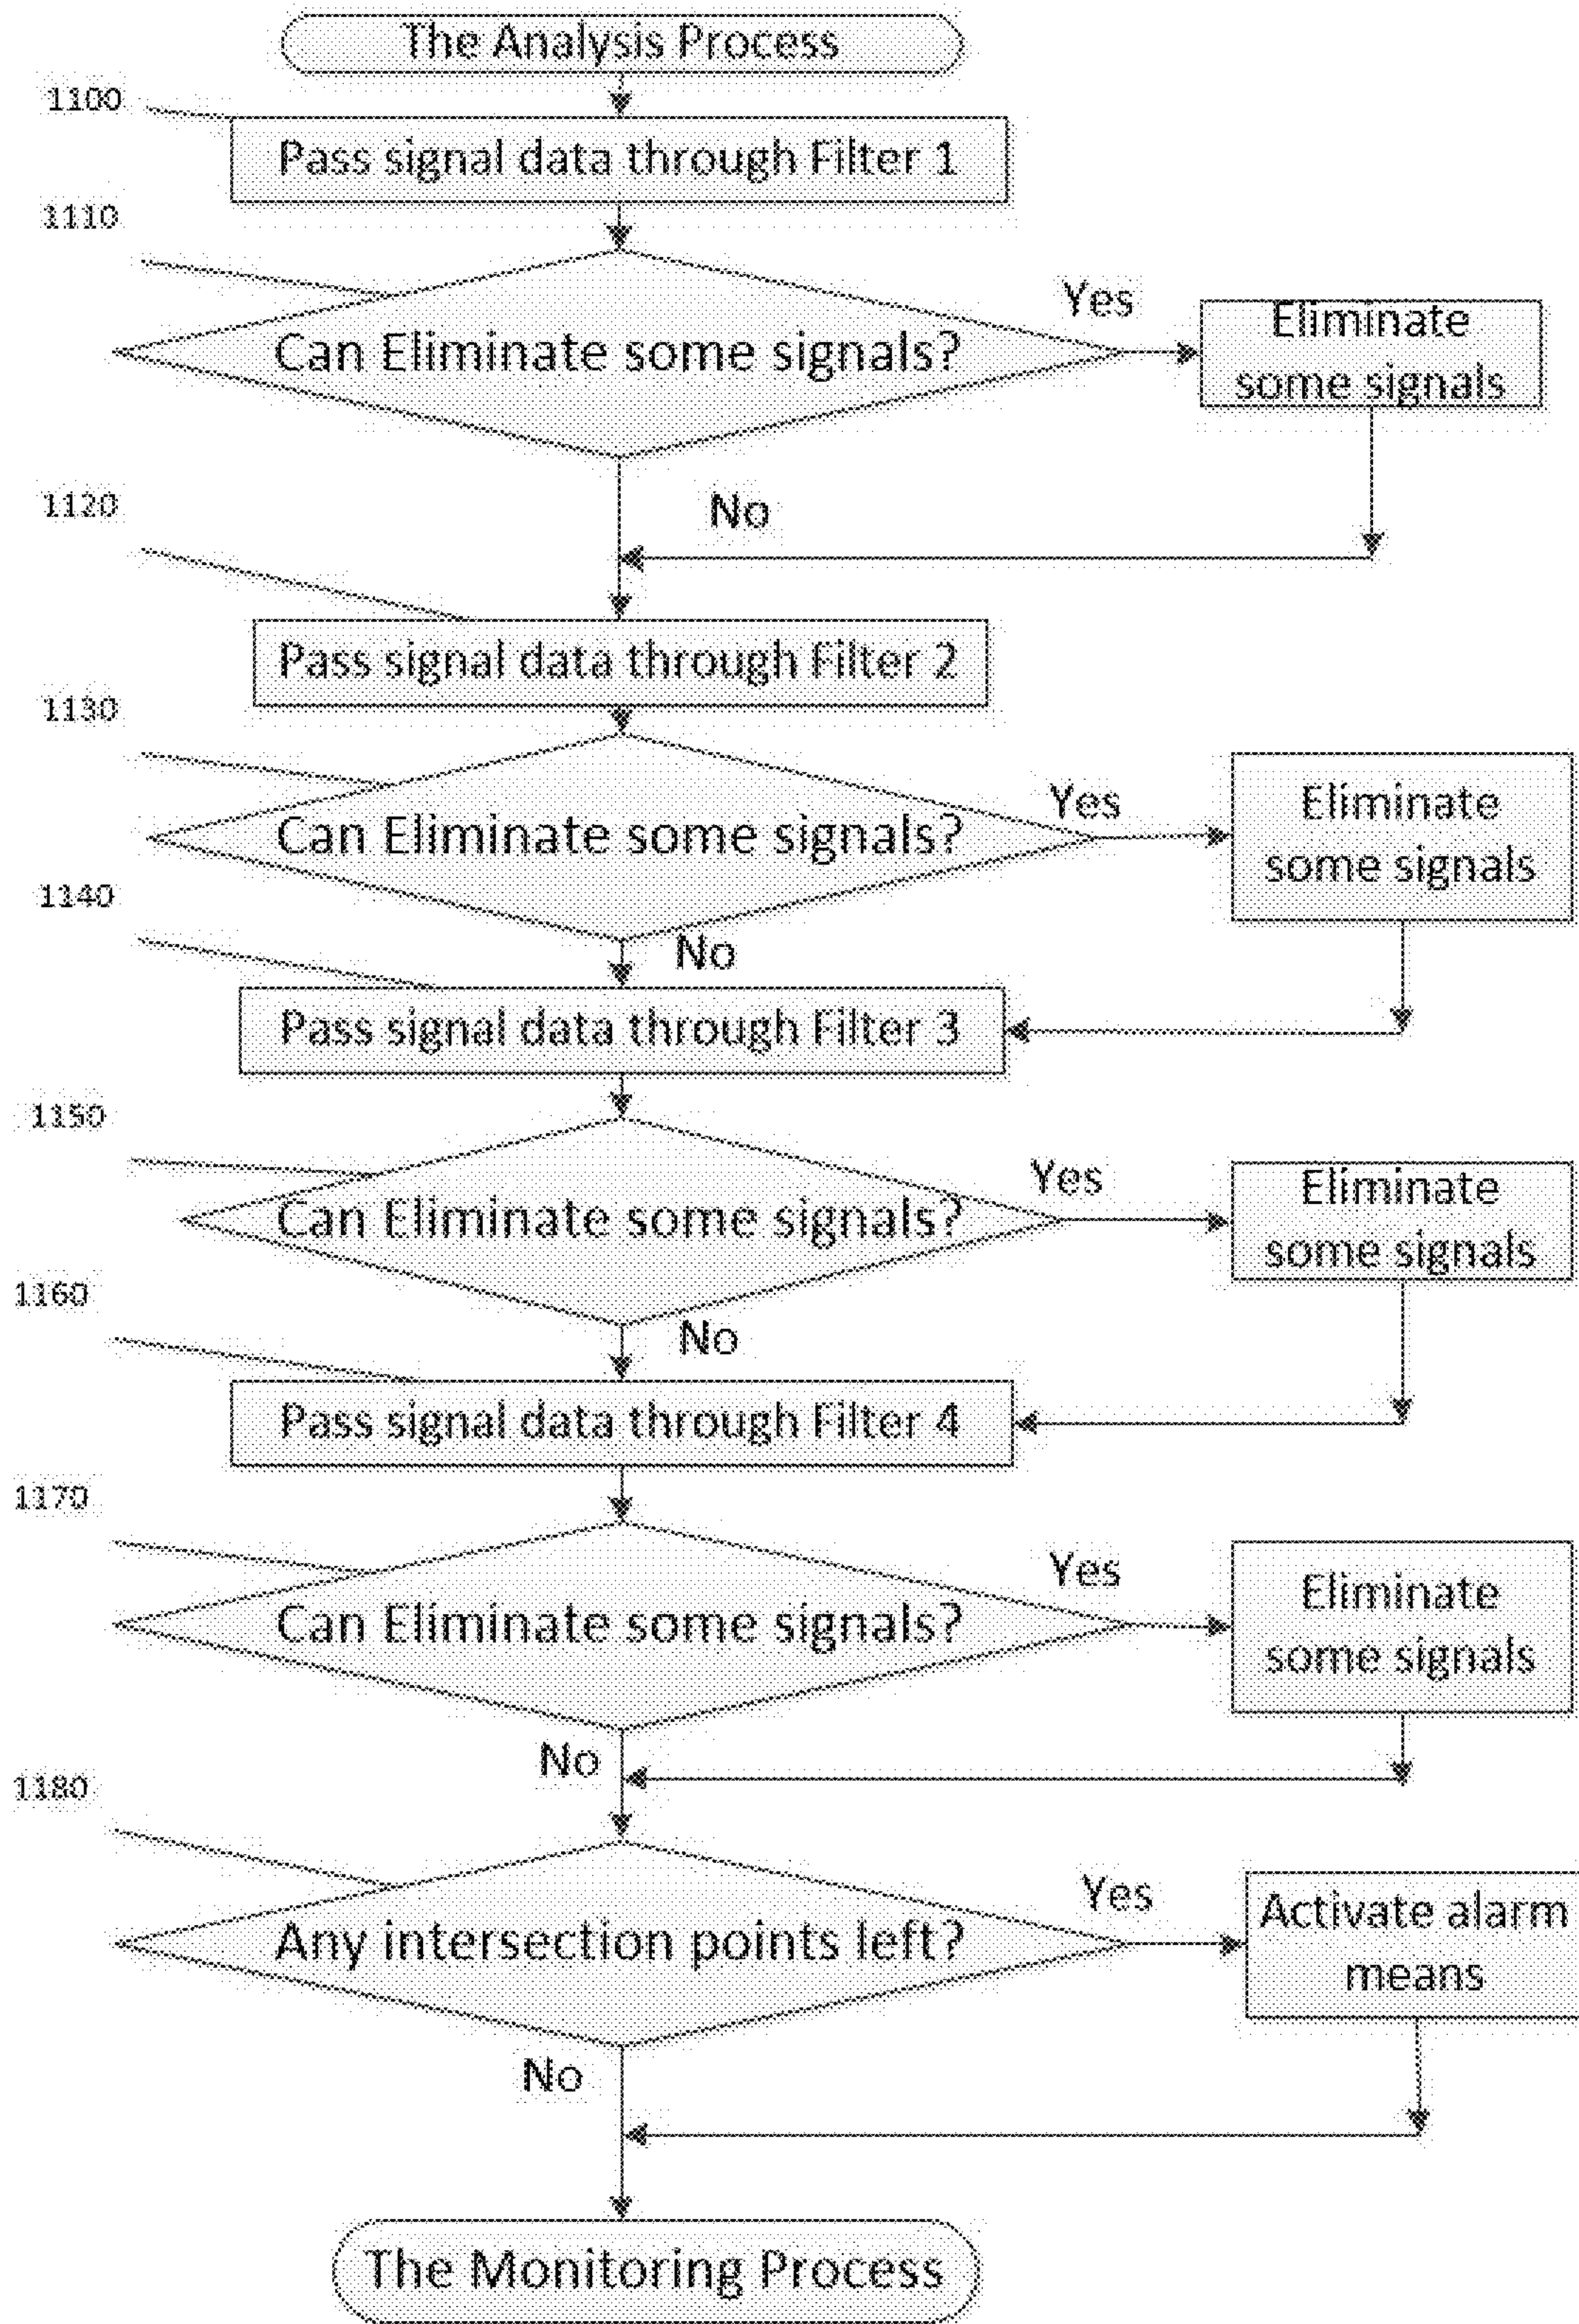 The Analysis Process
1100
Pass signal data through Filter 1
1110
Can Eliminate some signals?
Yes
Eliminate
some signals
No
1120
Pass signal data through Filter 2
1130
Can Eliminate some signals?
Yes
Eliminate
some signals
No
1140
Pass signal data through Filter 3
1150
Can Eliminate some signals?
Yes
Eliminate
some signals
No
1160
Pass signal data through Filter 4
1170
Can Eliminate some signals?
Yes
Eliminate
some signals
No
1180
Any intersection points left?
Yes
Activate alarm
means
No
The Monitoring Process